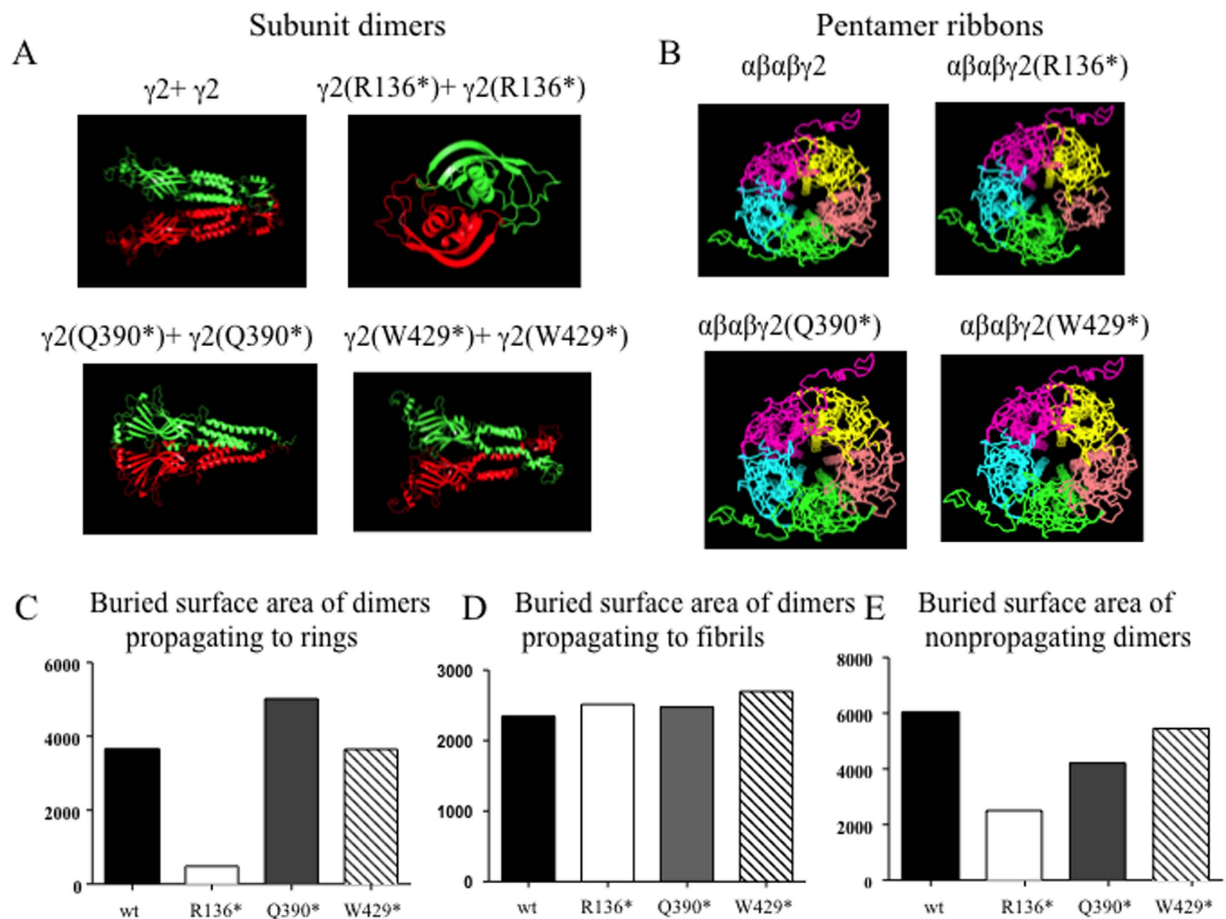 Subunit dimers
Pentamer ribbons
A
B
γ2+ γ2
γ2(R136*)+ γ2(R136*)
αβαβγ2
αβαβγ2(R136*)
γ2(Q390*)+ γ2(Q390*)
γ2(W429*)+ γ2(W429*)
αβαβγ2(Q390*)
αβαβγ2(W429*)
C
Buried surface area of dimers
propagating to rings
6000
4000
2000
0
wt
R136*
Q390*
W429*
D
Buried surface area of dimers
propagating to fibrils
3000
2000
1000
0
wt
R136*
Q390*
W429*
E
Buried surface area of
nonpropagating dimers
8000
6000
4000
2000
0
wt
R136*
Q390*
W429*